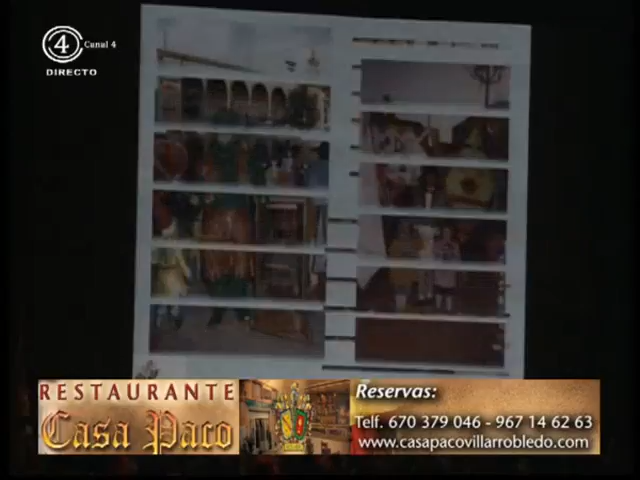 4 Canal 4
DIRECTO
RESTAURANTE
Casa Paco
Reservas:
Telf. 670 379 046 - 967 14 62 63
www.casapacovillarrobledo.com